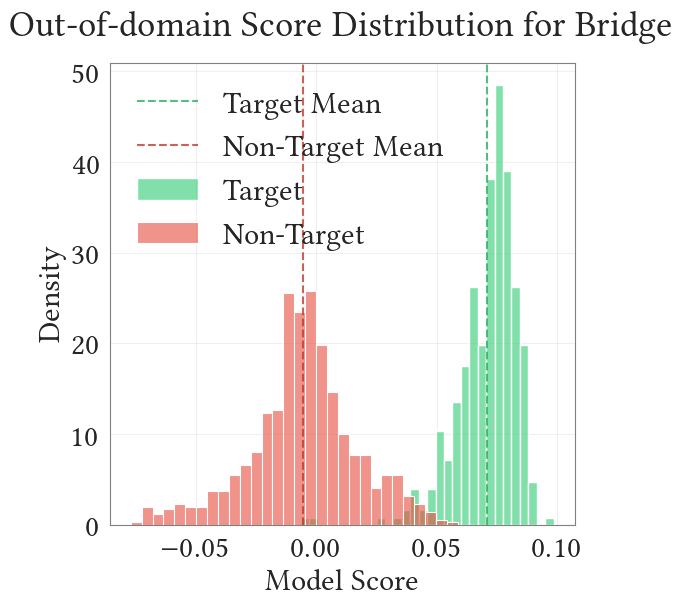 Out-of-domain Score Distribution for Bridge
50
40
30
20
10
0
Density
Target Mean
Non-Target Mean
Target
Non-Target
−0.05
0.00
0.05
0.10
Model Score